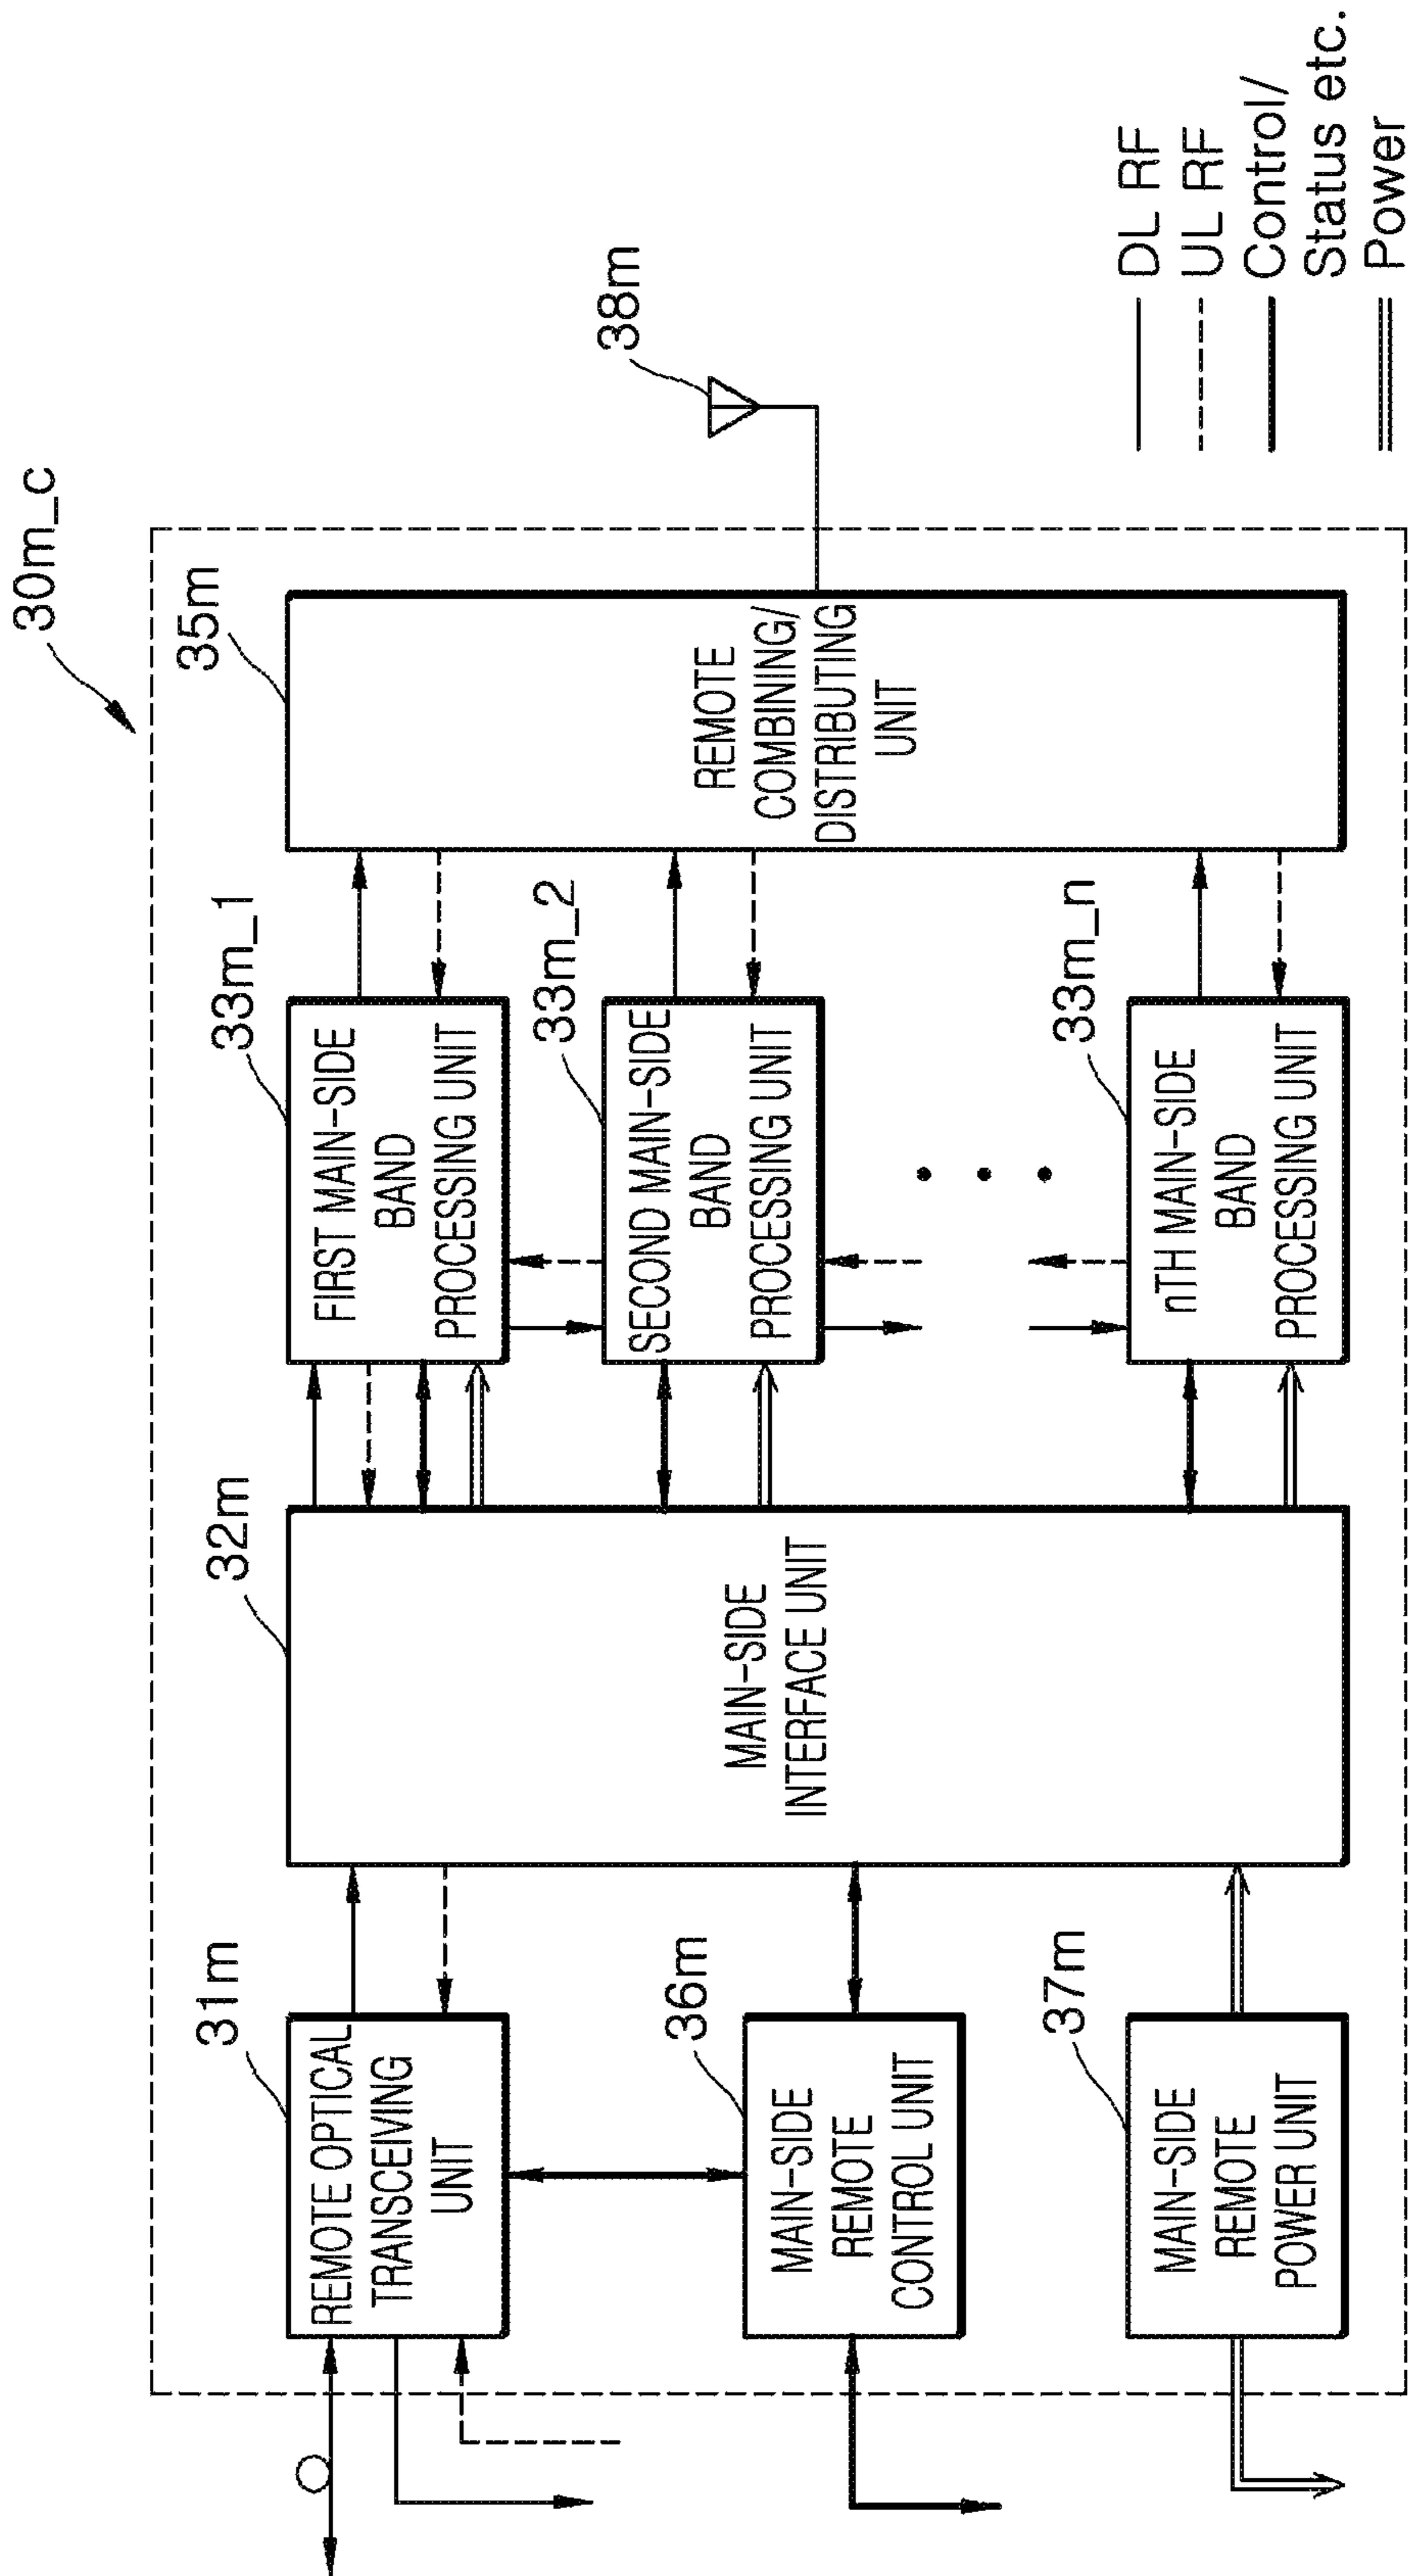 30m_c
31m
REMOTE OPTICAL
TRANSCEIVING
UNIT
36m
MAIN-SIDE
REMOTE
CONTROL UNIT
37m
MAIN-SIDE
REMOTE
POWER UNIT
32m
MAIN-SIDE
INTERFACE UNIT
33m_1
FIRST MAIN-SIDE
BAND
PROCESSING UNIT
33m_2
SECOND MAIN-SIDE
BAND
PROCESSING UNIT
33m_n
nTH MAIN-SIDE
BAND
PROCESSING UNIT
35m
REMOTE
COMBINING/
DISTRIBUTING
UNIT
38m
DL RF
UL RF
Control/
Status etc.
Power